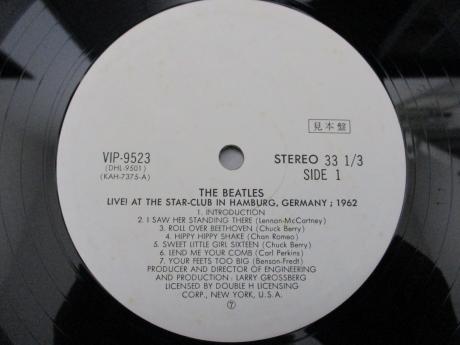 見本盤
VIP-9523
(DHL-9501)
(KAH-7375-A)
STEREO 33 1/3
SIDE 1
THE BEATLES
LIVE! AT THE STAR-CLUB IN HAMBURG, GERMANY ; 1962
1. INTRODUCTION
2. I SAW HER STANDING THERE (Lennon-McCartney)
3. ROLL OVER BEETHOVEN (Chuck Berry)
4. HIPPY HIPPY SHAKE (Chan Romeo)
5. SWEET LITTLE GIRL SIXTEEN (Chuck Berry)
6. LEND ME YOUR COMB (Carl Perkins)
7. YOUR FEETS TOO BIG (Benson-Fredt)
PRODUCER AND DIRECTOR OF ENGINEERING
AND PRODUCTION : LARRY GROSSBERG
LICENSED BY DOUBLE H LICENSING
CORP., NEW YORK, U.S.A.
⑦